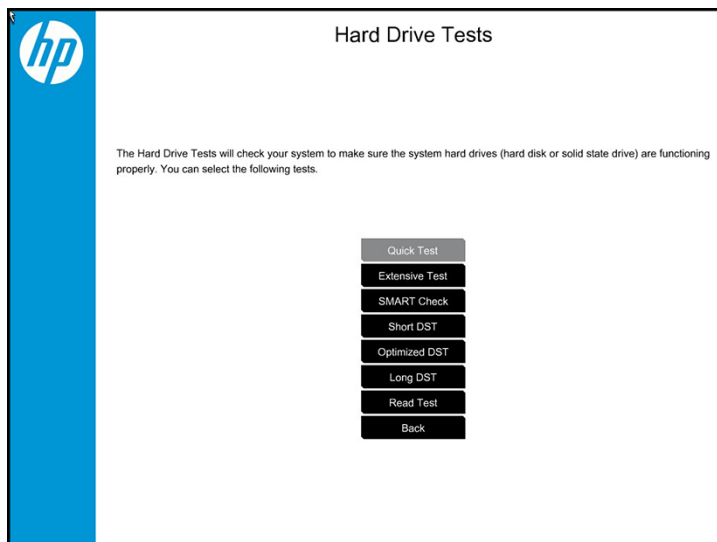 hp
Hard Drive Tests
The Hard Drive Tests will check your system to make sure the system hard drives (hard disk or solid state drive) are functioning
properly. You can select the following tests.
Quick Test
Extensive Test
SMART Check
Short DST
Optimized DST
Long DST
Read Test
Back